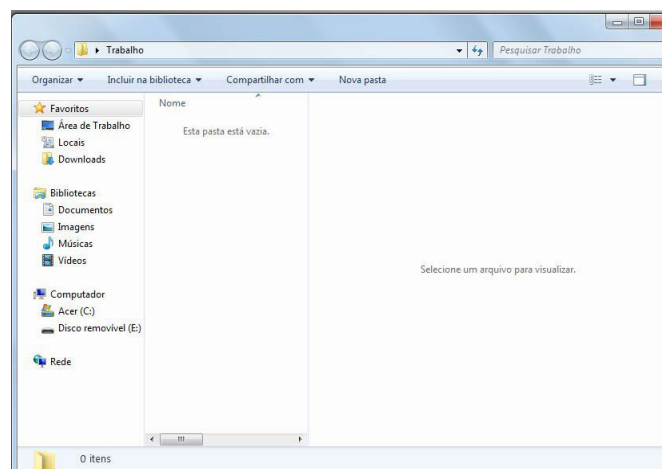 Trabalho
Pesquisar Trabalho
Organizar
Incluir na biblioteca
Compartilhar com
Nova pasta
Favoritos
Área de Trabalho
Locais
Downloads
Bibliotecas
Documentos
Imagens
Músicas
Vídeos
Computador
Acer (C:)
Disco removível (E:)
Rede
Nome
Esta pasta está vazia.
Selecione um arquivo para visualizar.
0 itens